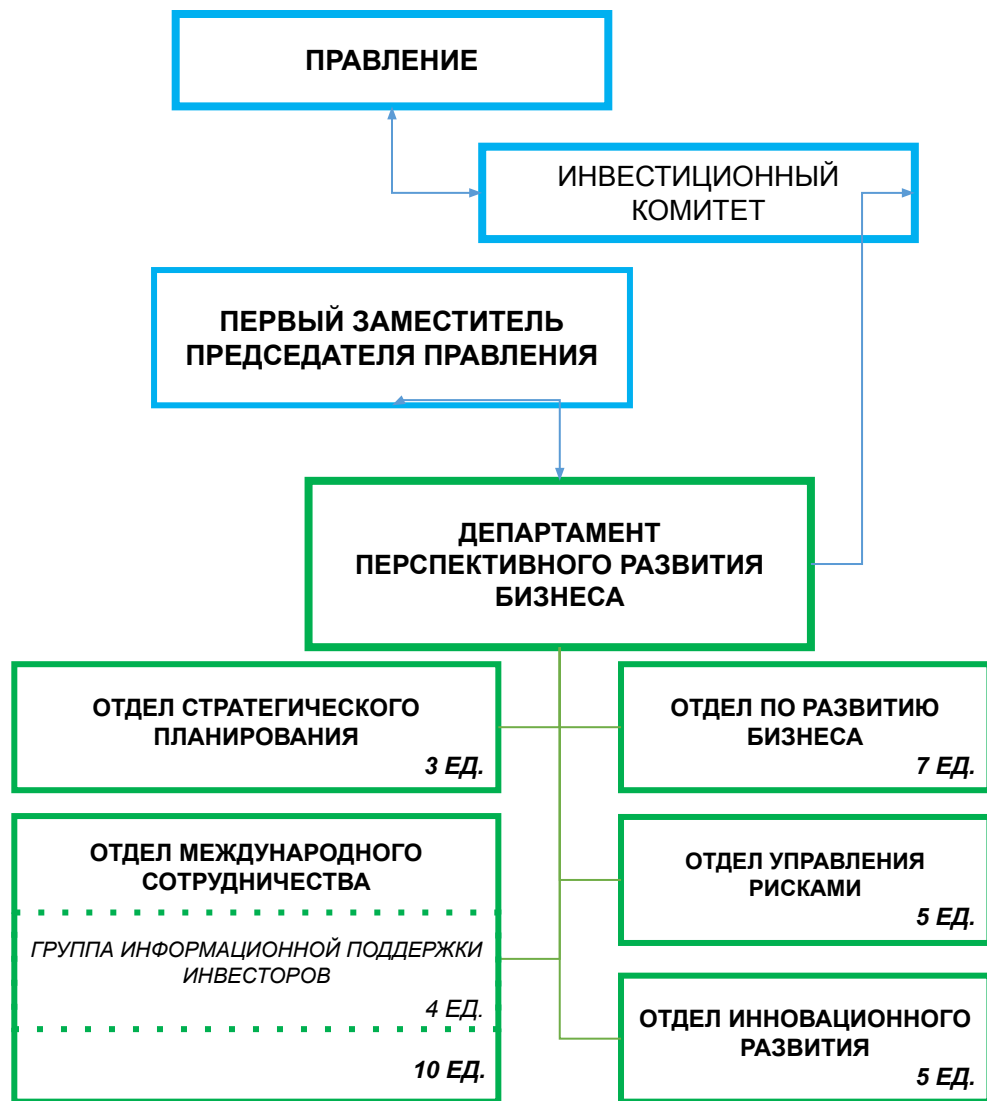 ПРАВЛЕНИЕ
ИНВЕСТИЦИОННЫЙ
КОМИТЕТ
ПЕРВЫЙ ЗАМЕСТИТЕЛЬ
ПРЕДСЕДАТЕЛЯ ПРАВЛЕНИЯ
ДЕПАРТАМЕНТ
ПЕРСПЕКТИВНОГО РАЗВИТИЯ
БИЗНЕСА
ОТДЕЛ СТРАТЕГИЧЕСКОГО
ПЛАНИРОВАНИЯ
3 ЕД.
ОТДЕЛ ПО РАЗВИТИЮ
БИЗНЕСА
7 ЕД.
ОТДЕЛ МЕЖДУНАРОДНОГО
СОТРУДНИЧЕСТВА
ГРУППА ИНФОРМАЦИОННОЙ ПОДДЕРЖКИ
ИНВЕСТОРОВ
4 ЕД.
10 ЕД.
ОТДЕЛ УПРАВЛЕНИЯ
РИСКАМИ
5 ЕД.
ОТДЕЛ ИННОВАЦИОННОГО
РАЗВИТИЯ
5 ЕД.